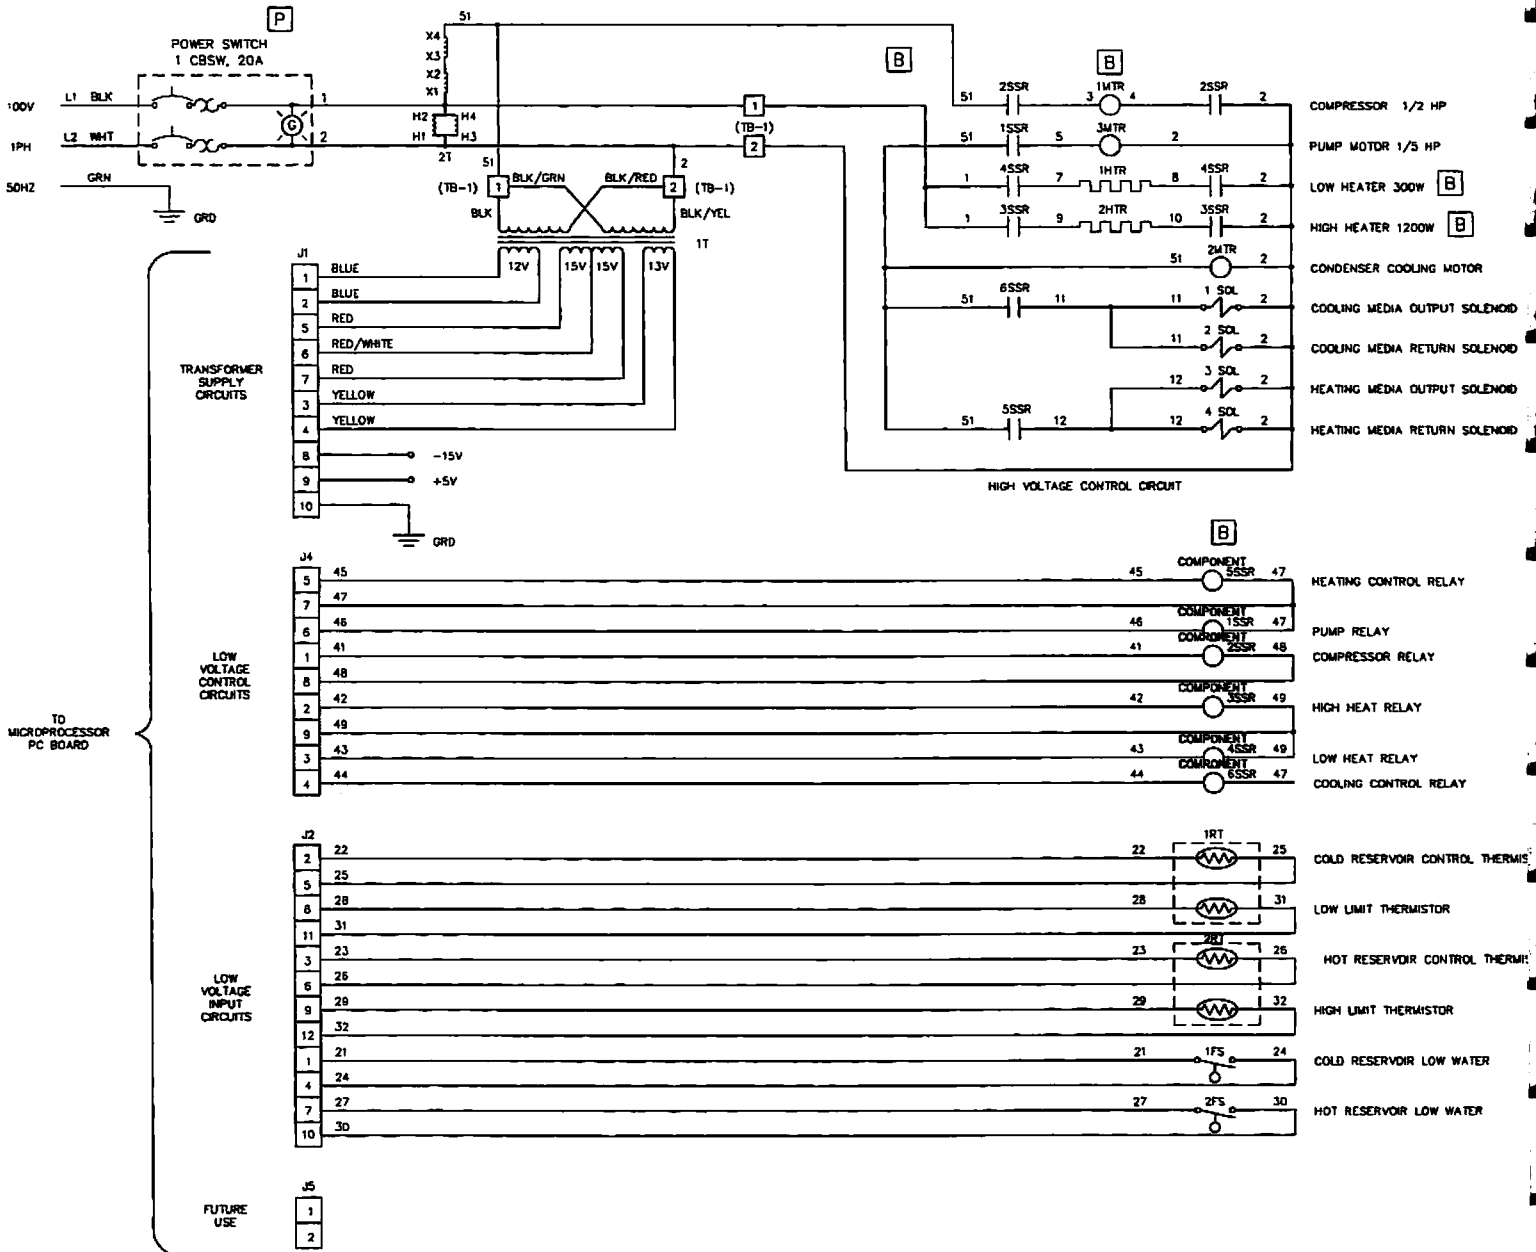 P
POWER SWITCH
1 CBSW, 20A
100V L1 BLK 1
1PH L2 WHT 2
50HZ GRN
GRD
G
51
X4
X3
X2
X1
H2 H4
H1 H3
2T
1
(TB-1)
2
51 2
(TB-1) 1 BLK/GRN BLK/RED 2 (TB-1)
BLK BLK/YEL
1T
12V 15V 15V 13V
B
B
51 2SSR 3 1MTR 4 2SSR 2 COMPRESSOR 1/2 HP
51 1SSR 5 3MTR 2 PUMP MOTOR 1/5 HP
1 4SSR 7 1HTR 8 4SSR 2 LOW HEATER 300W B
1 3SSR 9 2HTR 10 3SSR 2 HIGH HEATER 1200W B
51 2MTR 2 CONDENSER COOLING MOTOR
51 6SSR 11 11 1 SOL 2 COOLING MEDIA OUTPUT SOLENOID
11 2 SOL 2 COOLING MEDIA RETURN SOLENOID
12 3 SOL 2 HEATING MEDIA OUTPUT SOLENOID
51 5SSR 12 12 4 SOL 2 HEATING MEDIA RETURN SOLENOID
HIGH VOLTAGE CONTROL CIRCUIT
TO
MICROPROCESSOR
PC BOARD
TRANSFORMER
SUPPLY
CIRCUITS
J1
1 BLUE
2 BLUE
5 RED
6 RED/WHITE
7 RED
3 YELLOW
4 YELLOW
8 -15V
9 +5V
10
GRD
LOW
VOLTAGE
CONTROL
CIRCUITS
B
J4
5 45 45 COMPONENT 5SSR 47 HEATING CONTROL RELAY
7 47
6 46 46 COMPONENT 1SSR 47 PUMP RELAY
1 41 41 COMPONENT 2SSR 48 COMPRESSOR RELAY
8 48
2 42 42 COMPONENT 3SSR 49 HIGH HEAT RELAY
9 49
3 43 43 COMPONENT 4SSR 49 LOW HEAT RELAY
4 44 44 COMPONENT 6SSR 47 COOLING CONTROL RELAY
LOW
VOLTAGE
INPUT
CIRCUITS
J2
1RT
2 22 22 25 COLD RESERVOIR CONTROL THERMIS
5 25
8 28 28 31 LOW LIMIT THERMISTOR
11 31
2RT
3 23 23 26 HOT RESERVOIR CONTROL THERMI
6 26
9 29 29 32 HIGH LIMIT THERMISTOR
12 32
1 21 21 1FS 24 COLD RESERVOIR LOW WATER
4 24
7 27 27 2FS 30 HOT RESERVOIR LOW WATER
10 30
FUTURE
USE
J5
1
2